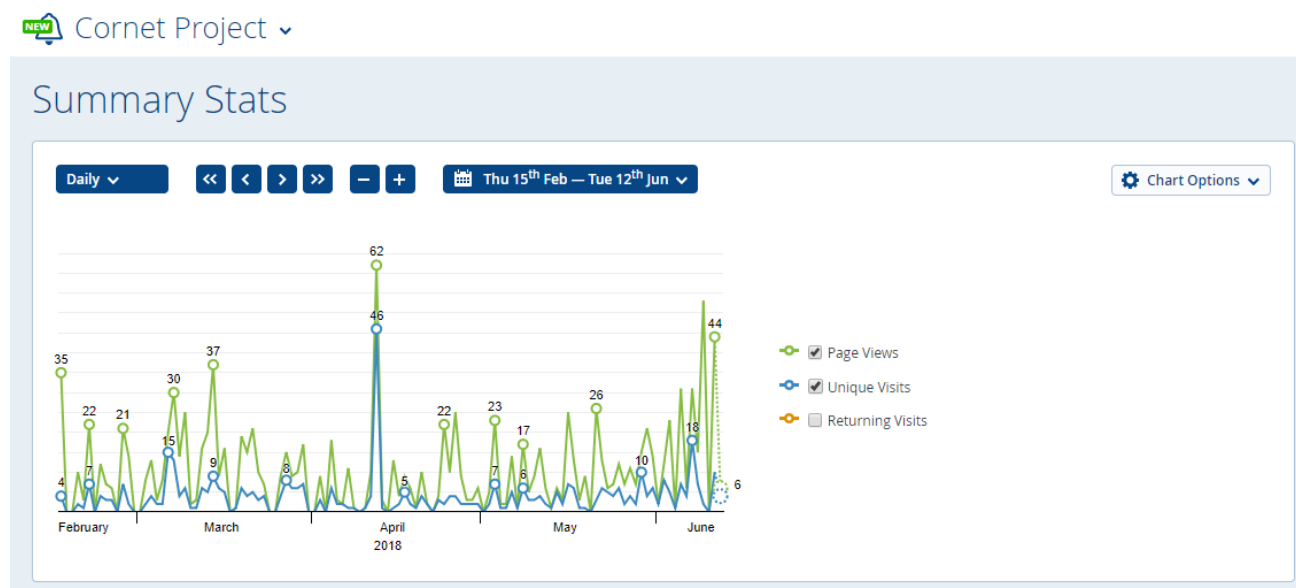 NEW Cornet Project
Summary Stats
Daily
<< < > >> − +
Thu 15th Feb — Tue 12th Jun
Chart Options
62
46
44
35
37
30
26
22
21
22
23
17
18
15
9
8
10
7
7
6
5
4
6
Page Views
Unique Visits
Returning Visits
February March April May June
2018